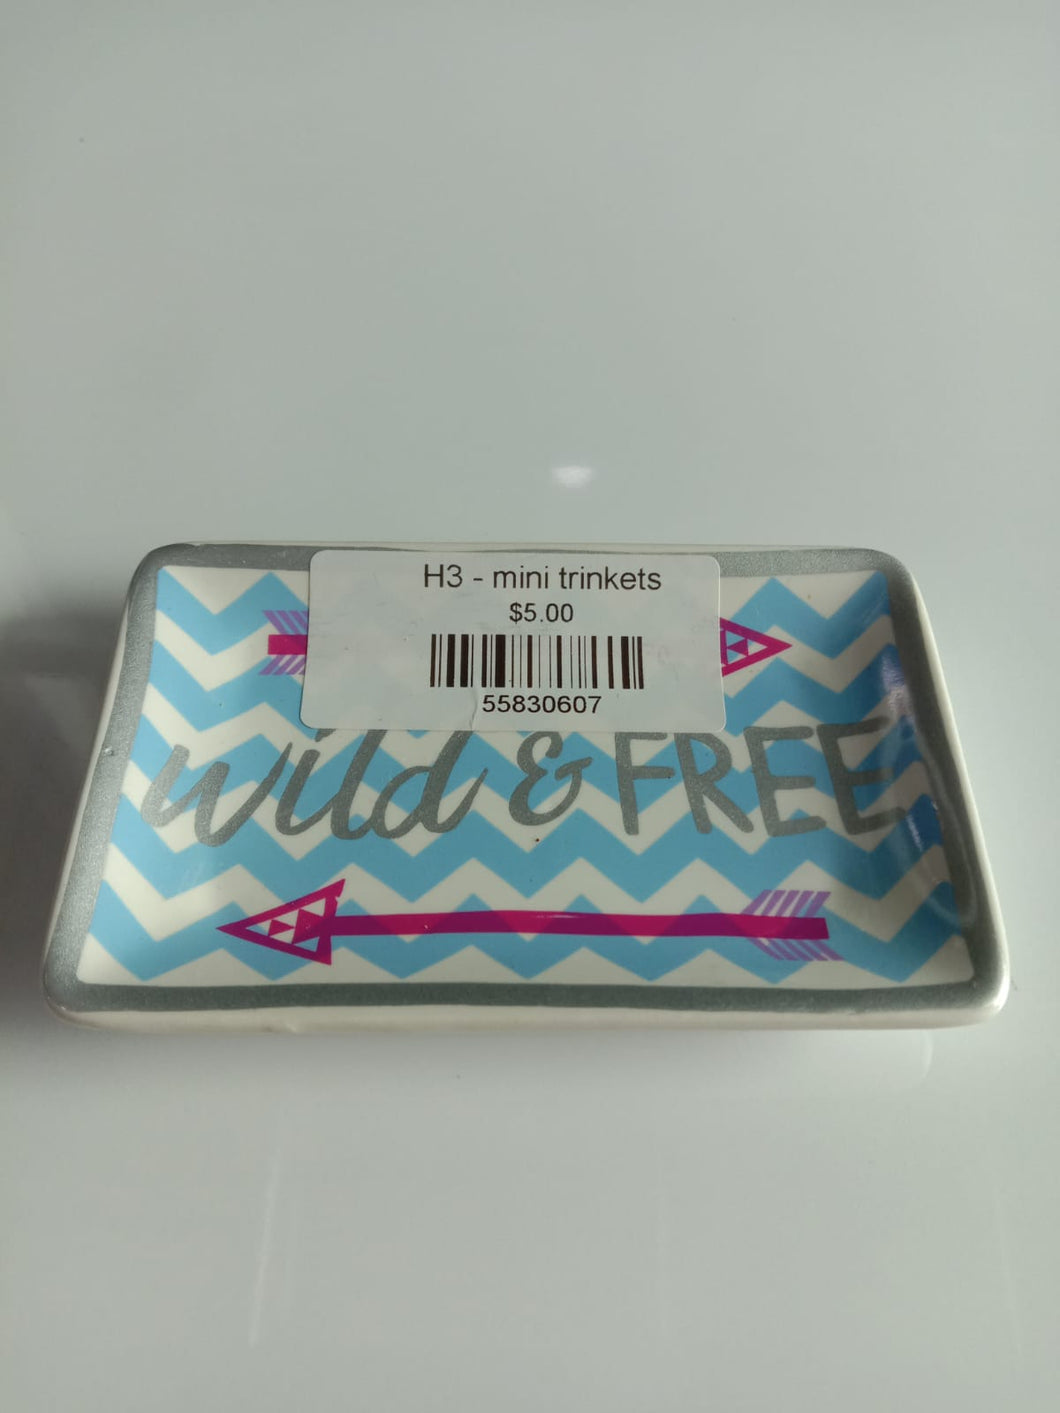 H3 - mini trinkets
$5.00
55830607
wild & FREE